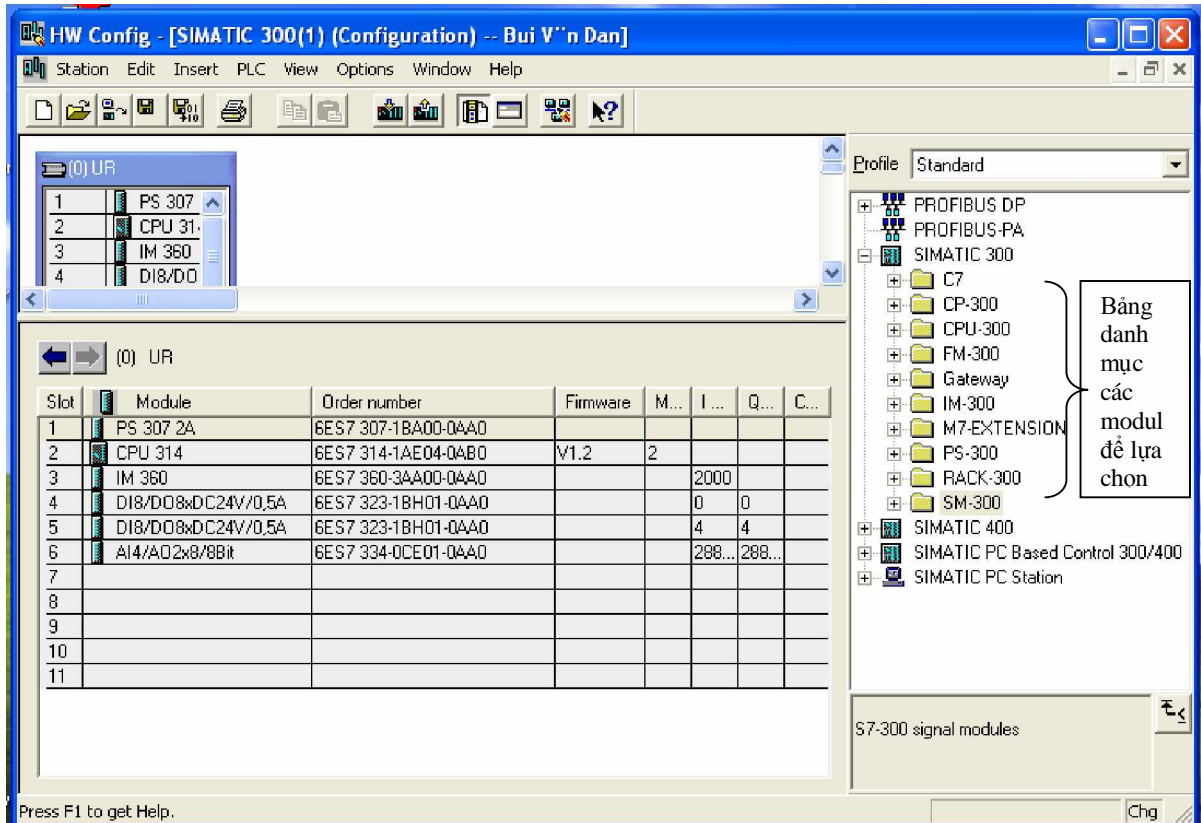 HW Config - [SIMATIC 300(1) (Configuration) -- Bui V¨n Dan]
Station Edit Insert PLC View Options Window Help
(0) UR
1 PS 307
2 CPU 31
3 IM 360
4 DI8/DO
Profile Standard
PROFIBUS DP
PROFIBUS-PA
SIMATIC 300
C7
CP-300
CPU-300
FM-300
Gateway
IM-300
M7-EXTENSION
PS-300
RACK-300
SM-300
SIMATIC 400
SIMATIC PC Based Control 300/400
SIMATIC PC Station
Bảng
danh
mục
các
modul
để lựa
chon
(0) UR
Slot Module Order number Firmware M... I ... Q... C...
1 PS 307 2A 6ES7 307-1BA00-0AA0
2 CPU 314 6ES7 314-1AE04-0AB0 V1.2 2
3 IM 360 6ES7 360-3AA00-0AA0 2000
4 DI8/DO8xDC24V/0,5A 6ES7 323-1BH01-0AA0 0 0
5 DI8/DO8xDC24V/0,5A 6ES7 323-1BH01-0AA0 4 4
6 AI4/AO2x8/8Bit 6ES7 334-0CE01-0AA0 288... 288...
7
8
9
10
11
S7-300 signal modules
Press F1 to get Help.
Chg